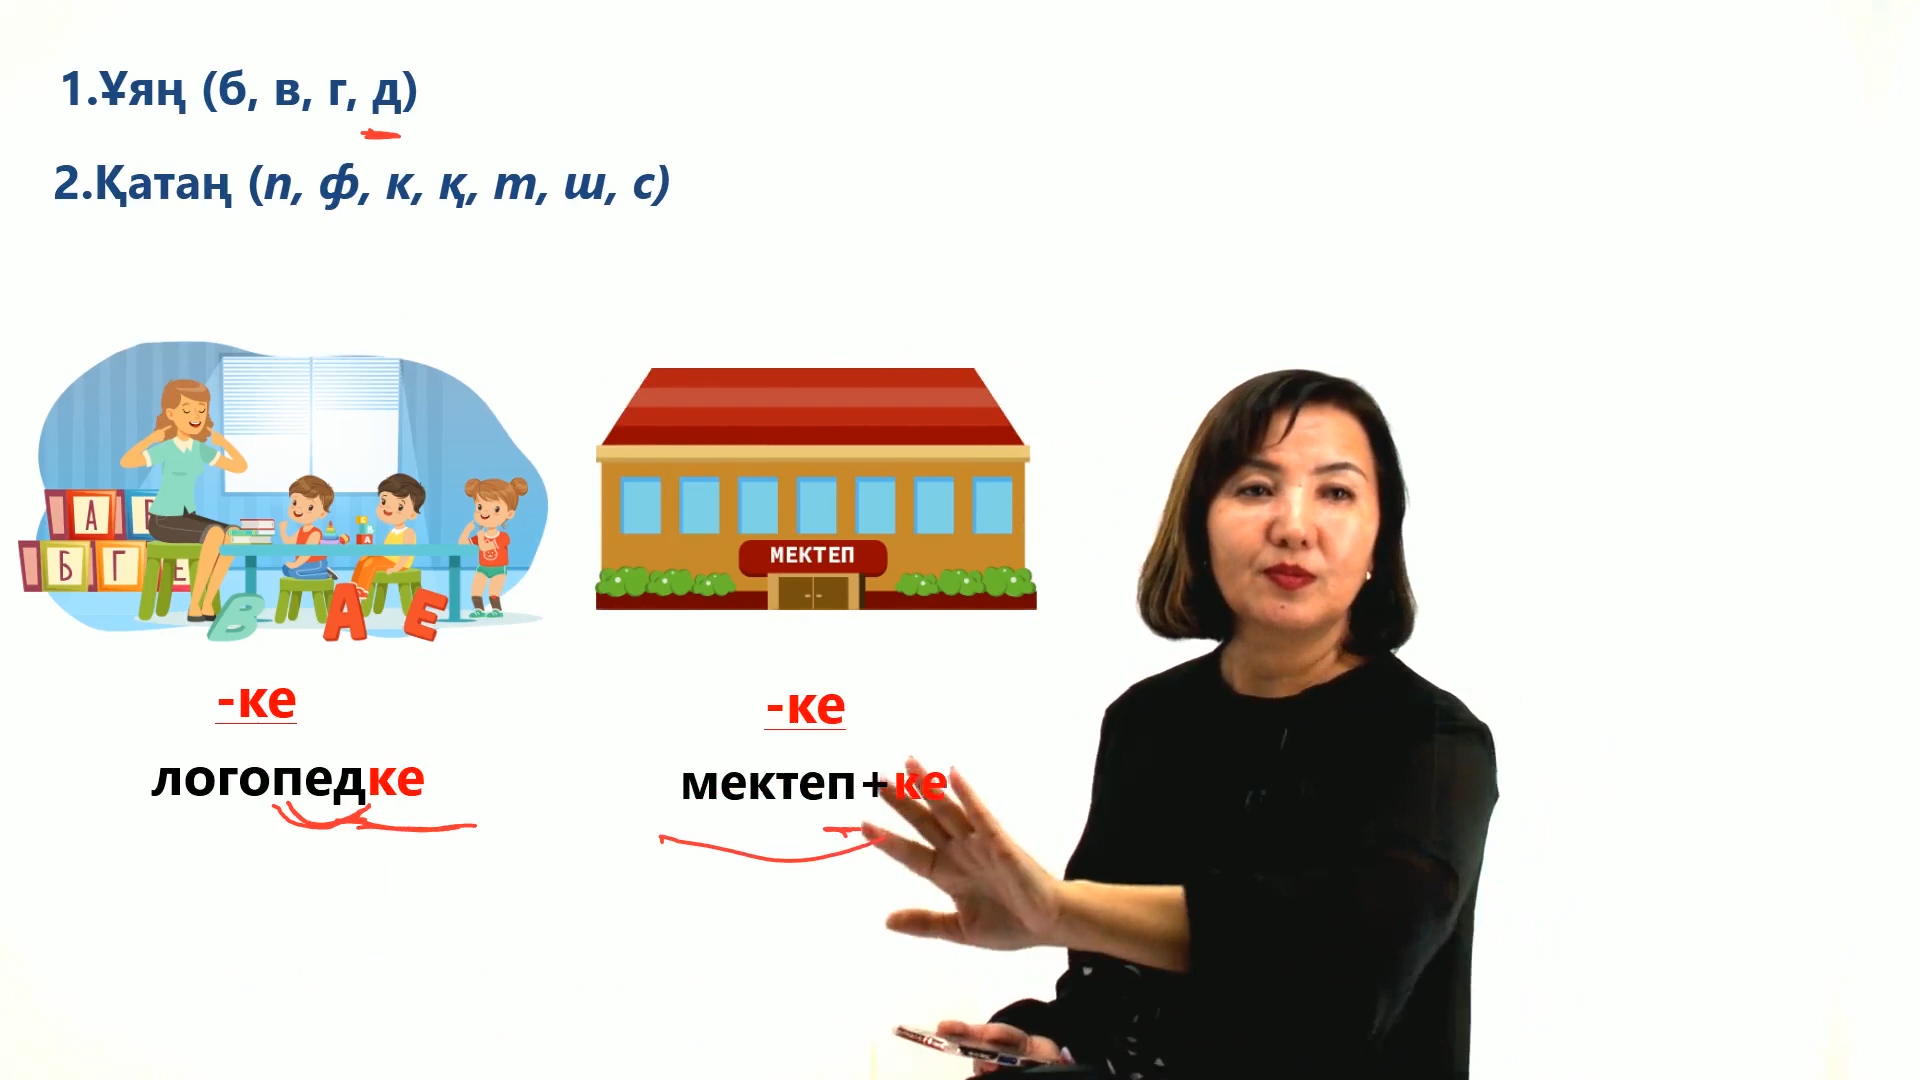 1.Ұяң (б, в, г, д)
2.Қатаң (п, ф, к, қ, т, ш, с)
А
Б Г Е
В А Е
МЕКТЕП
-ке
-ке
логопедке
мектеп+ке